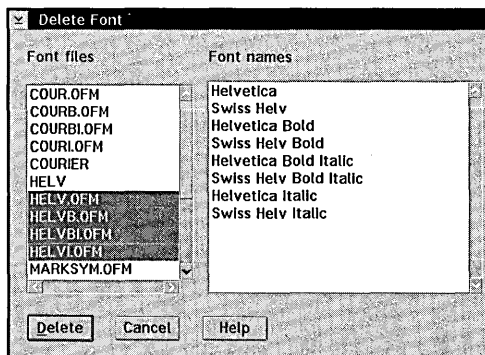 Delete Font
Font files
Font names
COUR.OFM
COURB.OFM
COURBI.OFM
COURI.OFM
COURIER
HELV
HELV.OFM
HELVB.OFM
HELVBI.OFM
HELVI.OFM
MARKSYM.OFM
Helvetica
Swiss Helv
Helvetica Bold
Swiss Helv Bold
Helvetica Bold Italic
Swiss Helv Bold Italic
Helvetica Italic
Swiss Helv Italic
Delete Cancel Help